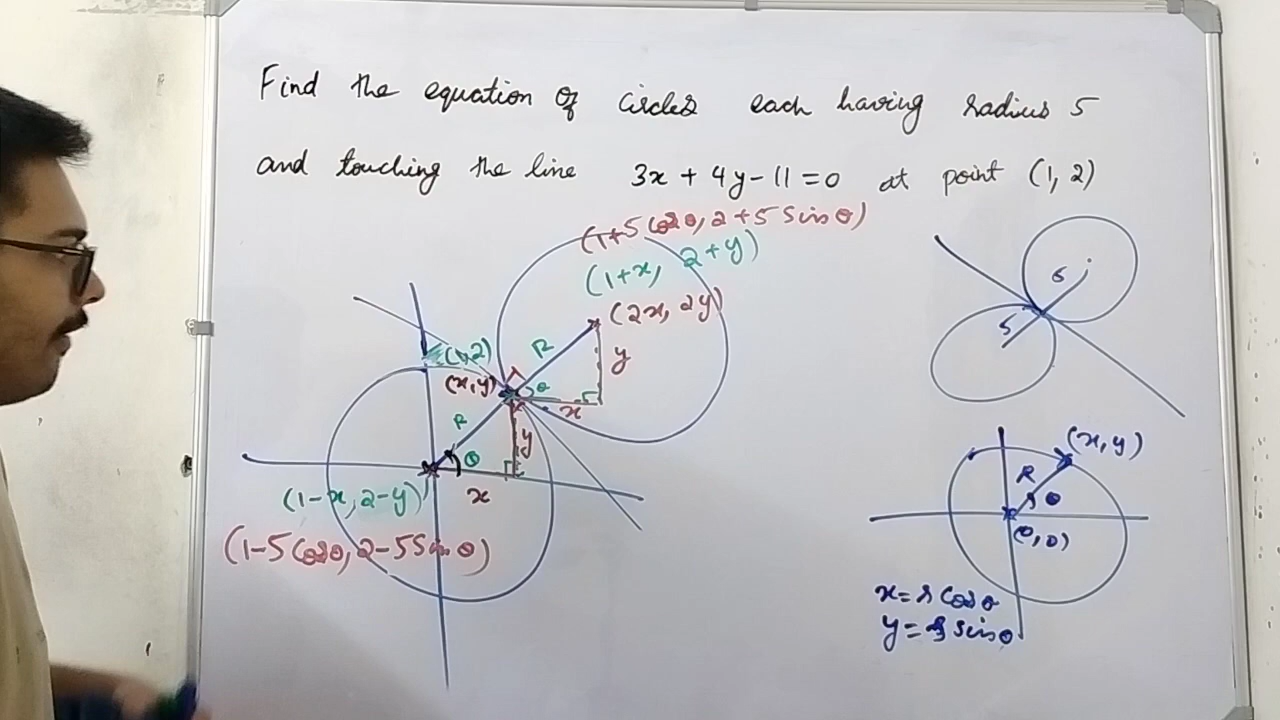 Find the equation of circles each having radius 5
and touching the line 3x + 4y - 11 = 0 at point (1, 2)
(1+5 Cosθ, 2+5 Sinθ)
(1+x, 2+y)
(2x, 2y)
R
y
θ
x
(1,2)
(x,y)
R
y
θ
x
(1-x, 2-y)
(1-5 Cosθ, 2-5 Sinθ)
5
5
(x, y)
R
θ
(0, 0)
x = r Cosθ
y = r sinθ